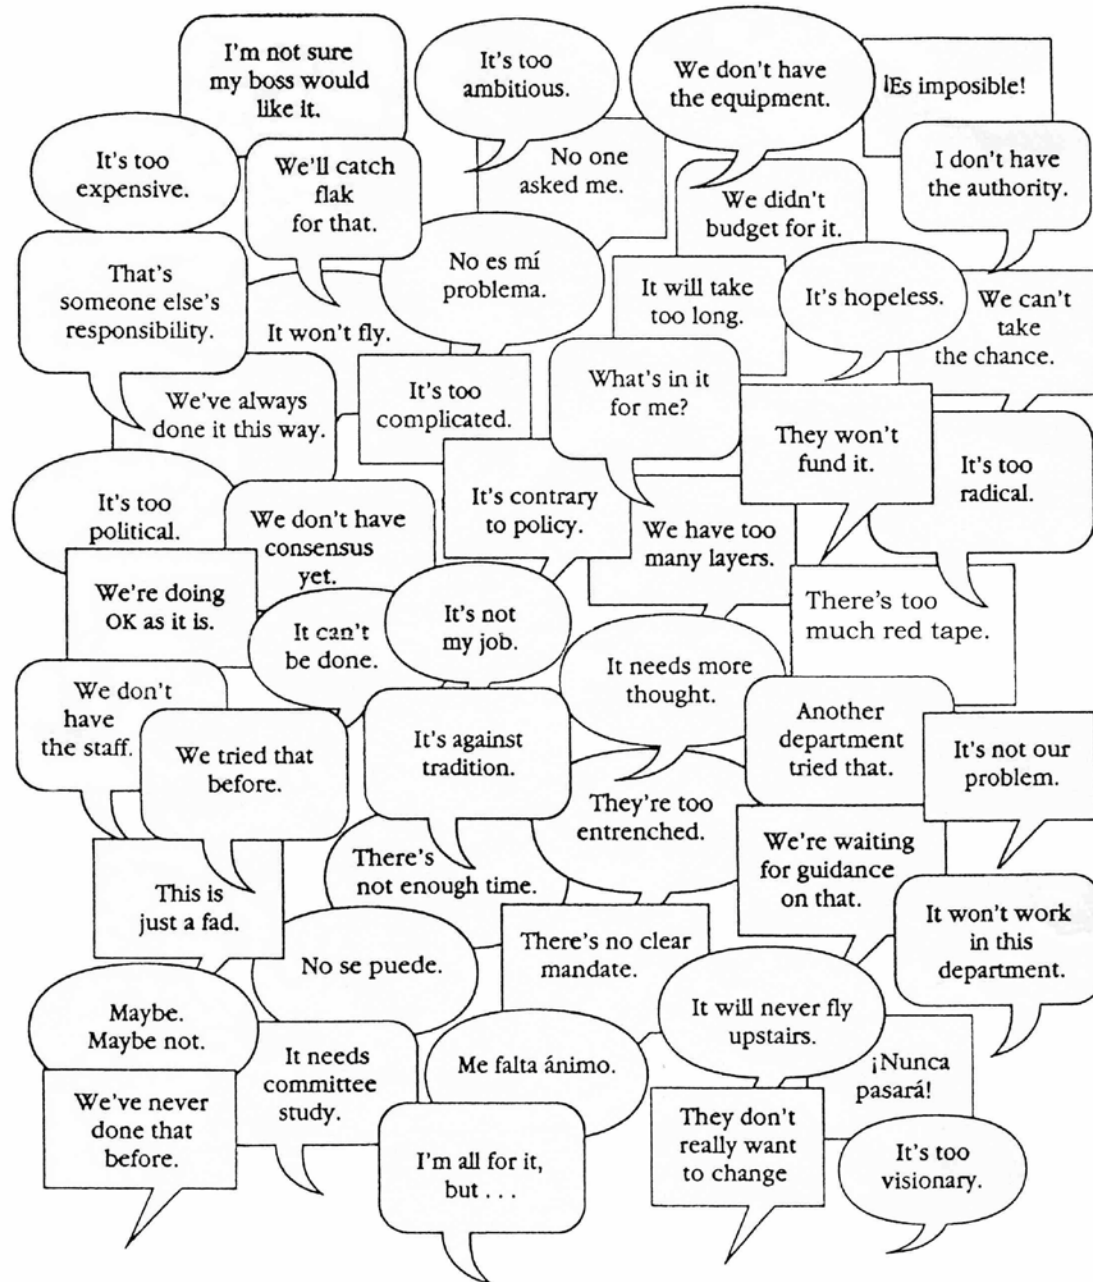 I'm not sure
my boss would
like it.
It's too
ambitious.
We don't have
the equipment.
¡Es imposible!
It's too
expensive.
We'll catch
flak
for that.
No one
asked me.
We didn't
budget for it.
I don't have
the authority.
That's
someone else's
responsibility.
It won't fly.
No es mí
problema.
It will take
too long.
It's hopeless.
We can't
take
the chance.
We've always
done it this way.
It's too
complicated.
What's in it
for me?
They won't
fund it.
It's too
radical.
It's too
political.
We don't have
consensus
yet.
It's contrary
to policy.
We have too
many layers.
We're doing
OK as it is.
It can't
be done.
It's not
my job.
It needs more
thought.
There's too
much red tape.
We don't
have
the staff.
We tried that
before.
It's against
tradition.
Another
department
tried that.
It's not our
problem.
They're too
entrenched.
This is
just a fad.
There's
not enough time.
We're waiting
for guidance
on that.
It won't work
in this
department.
No se puede.
There's no clear
mandate.
Maybe.
Maybe not.
It will never fly
upstairs.
It needs
committee
study.
Me falta ánimo.
¡Nunca
pasará!
We've never
done that
before.
I'm all for it,
but . . .
They don't
really want
to change
It's too
visionary.